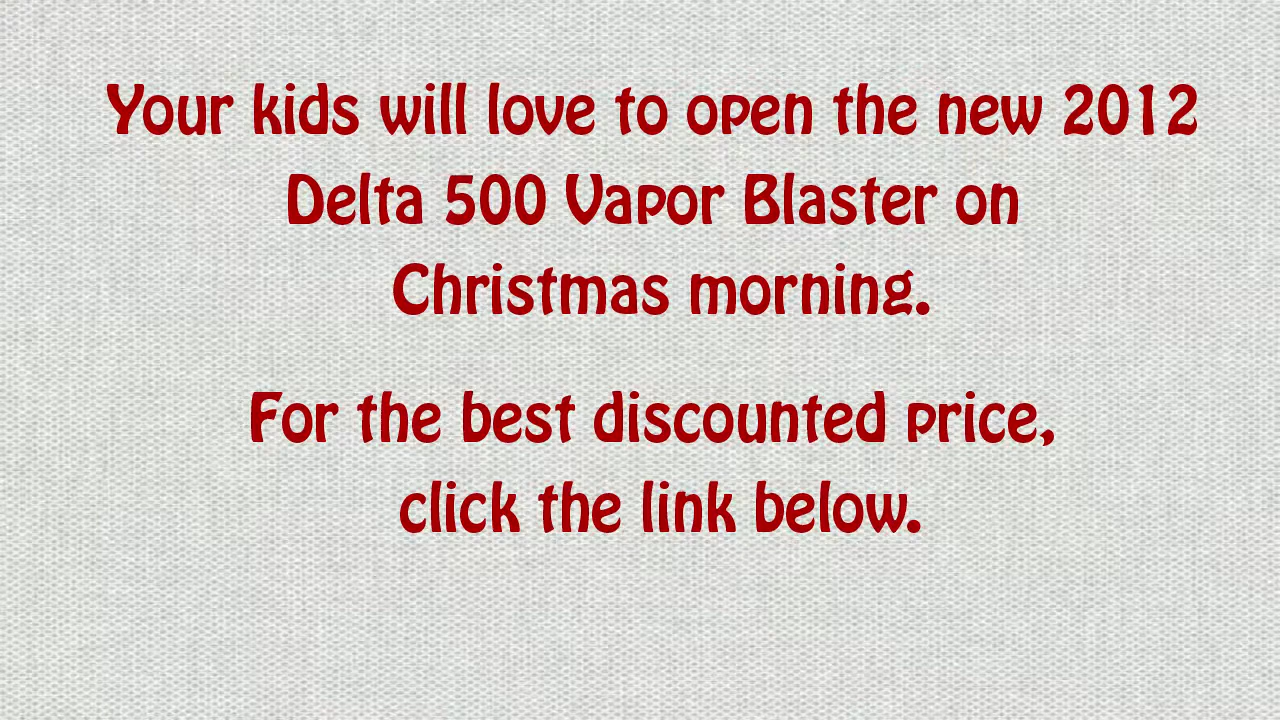 Your kids will love to open the new 2012
Delta 500 Vapor Blaster on
Christmas morning.
For the best discounted price,
click the link below.